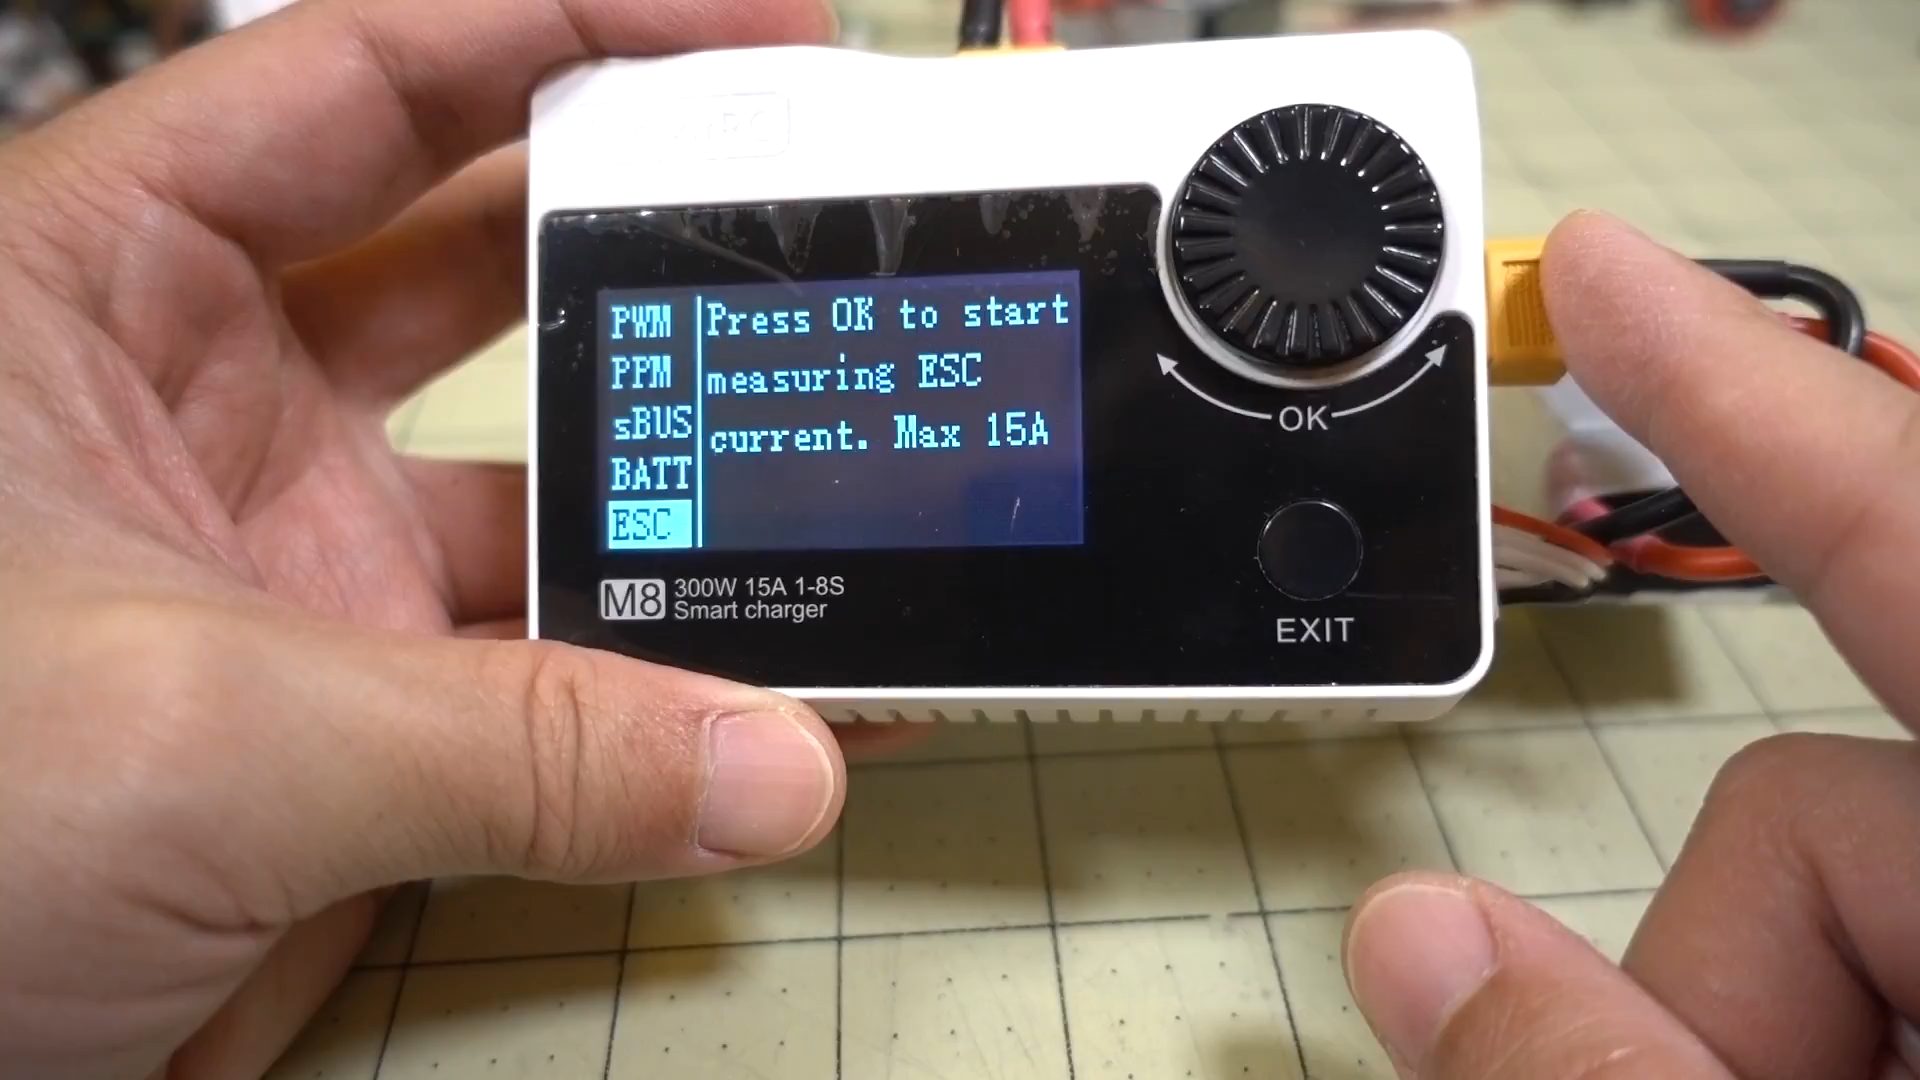 PWM
PPM
sBUS
BATT
ESC
Press OK to start
measuring ESC
current. Max 15A
M8
300W 15A 1-8S
Smart charger
OK
EXIT